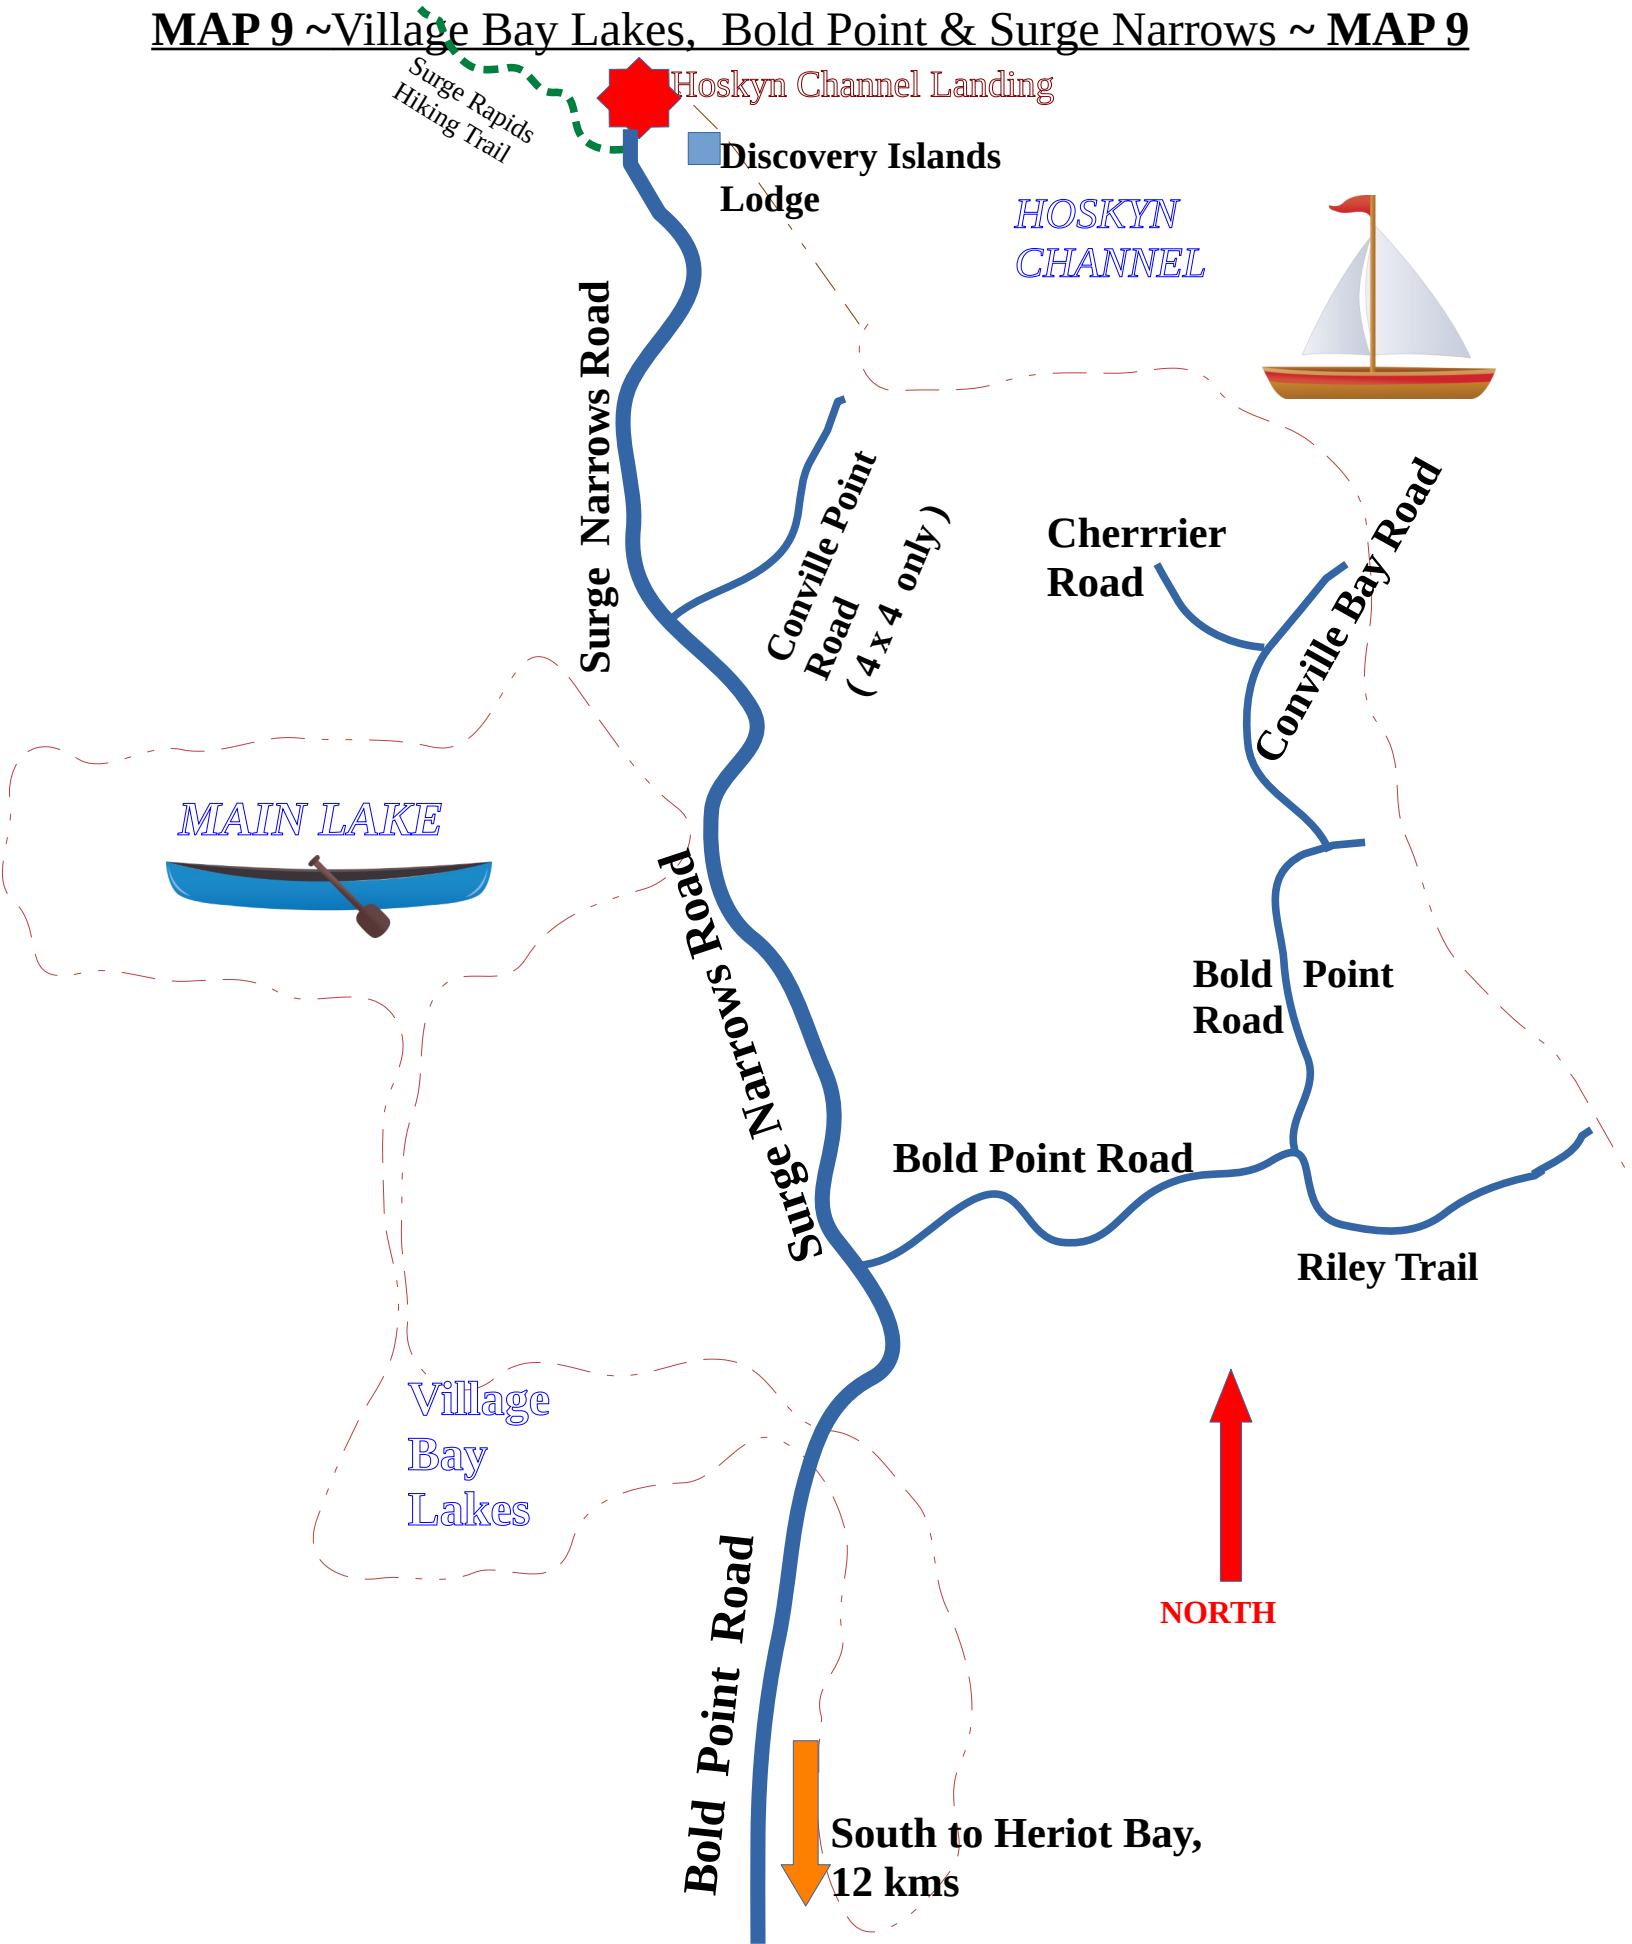 MAP 9 ~Village Bay Lakes,  Bold Point & Surge Narrows ~ MAP 9
Surge Rapids
Hiking Trail
Hoskyn Channel Landing
Discovery Islands
Lodge
HOSKYN
CHANNEL
Surge  Narrows Road
Conville Point
Road
( 4 x 4  only )
Cherrrier
Road
Conville Bay Road
MAIN LAKE
Surge Narrows Road
Bold   Point
Road
Bold Point Road
Riley Trail
Village
Bay
Lakes
NORTH
Bold  Point  Road
South to Heriot Bay,
12 kms